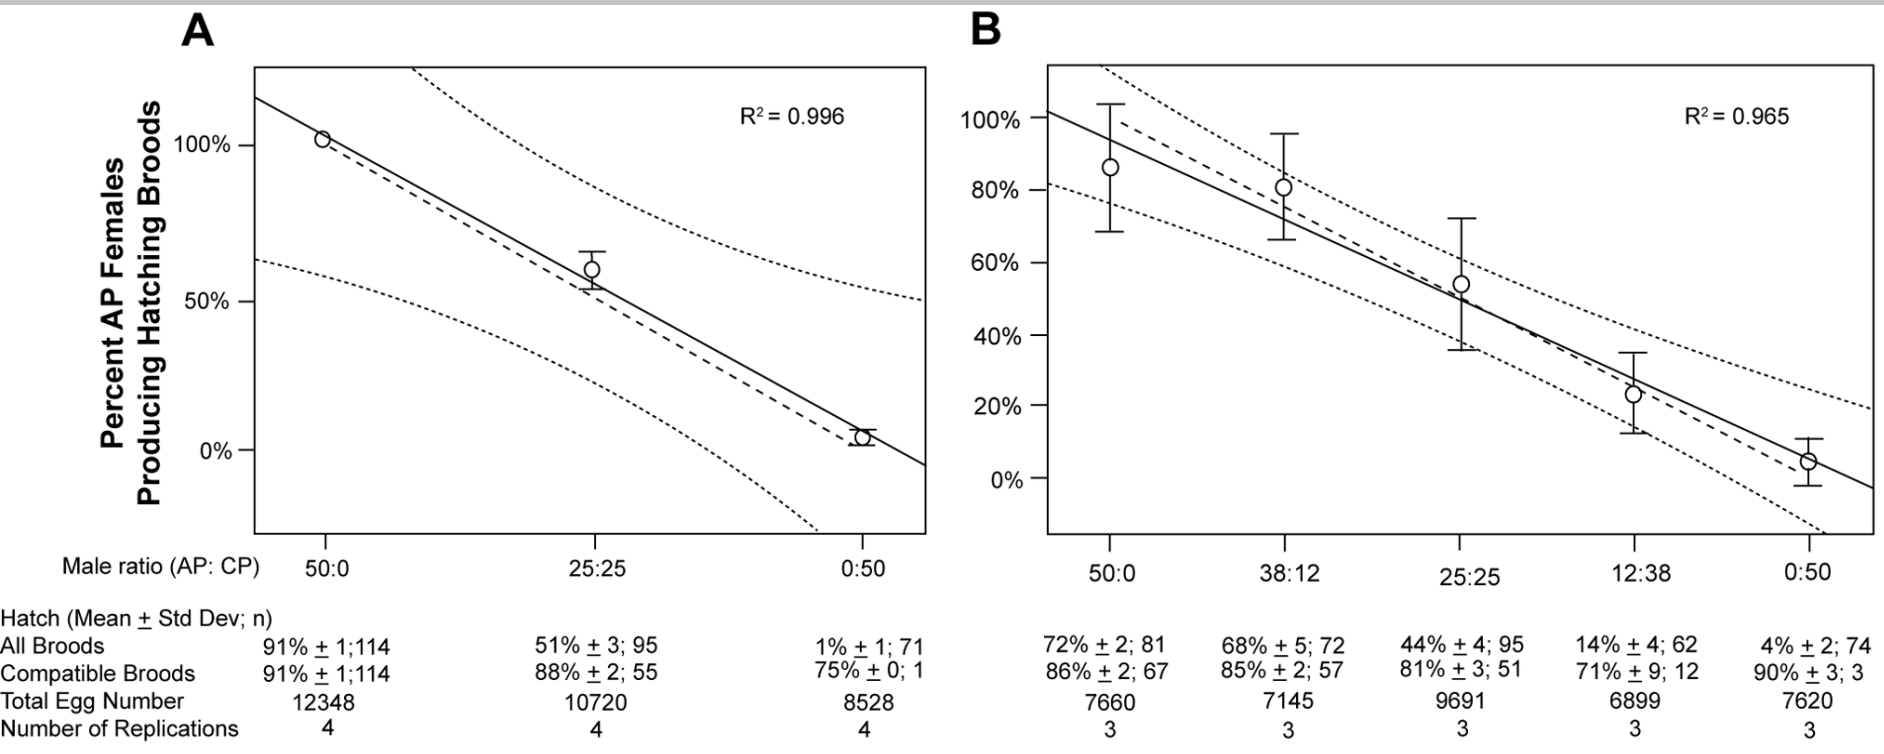 A
B
Percent AP Females
Producing Hatching Broods
R² = 0.996
100%
50%
0%
R² = 0.965
100%
80%
60%
40%
20%
0%
Male ratio (AP: CP) 50:0 25:25 0:50 50:0 38:12 25:25 12:38 0:50
Hatch (Mean ± Std Dev; n)
All Broods 91% ± 1;114 51% ± 3; 95 1% ± 1; 71 72% ± 2; 81 68% ± 5; 72 44% ± 4; 95 14% ± 4; 62 4% ± 2; 74
Compatible Broods 91% ± 1;114 88% ± 2; 55 75% ± 0; 1 86% ± 2; 67 85% ± 2; 57 81% ± 3; 51 71% ± 9; 12 90% ± 3; 3
Total Egg Number 12348 10720 8528 7660 7145 9691 6899 7620
Number of Replications 4 4 4 3 3 3 3 3